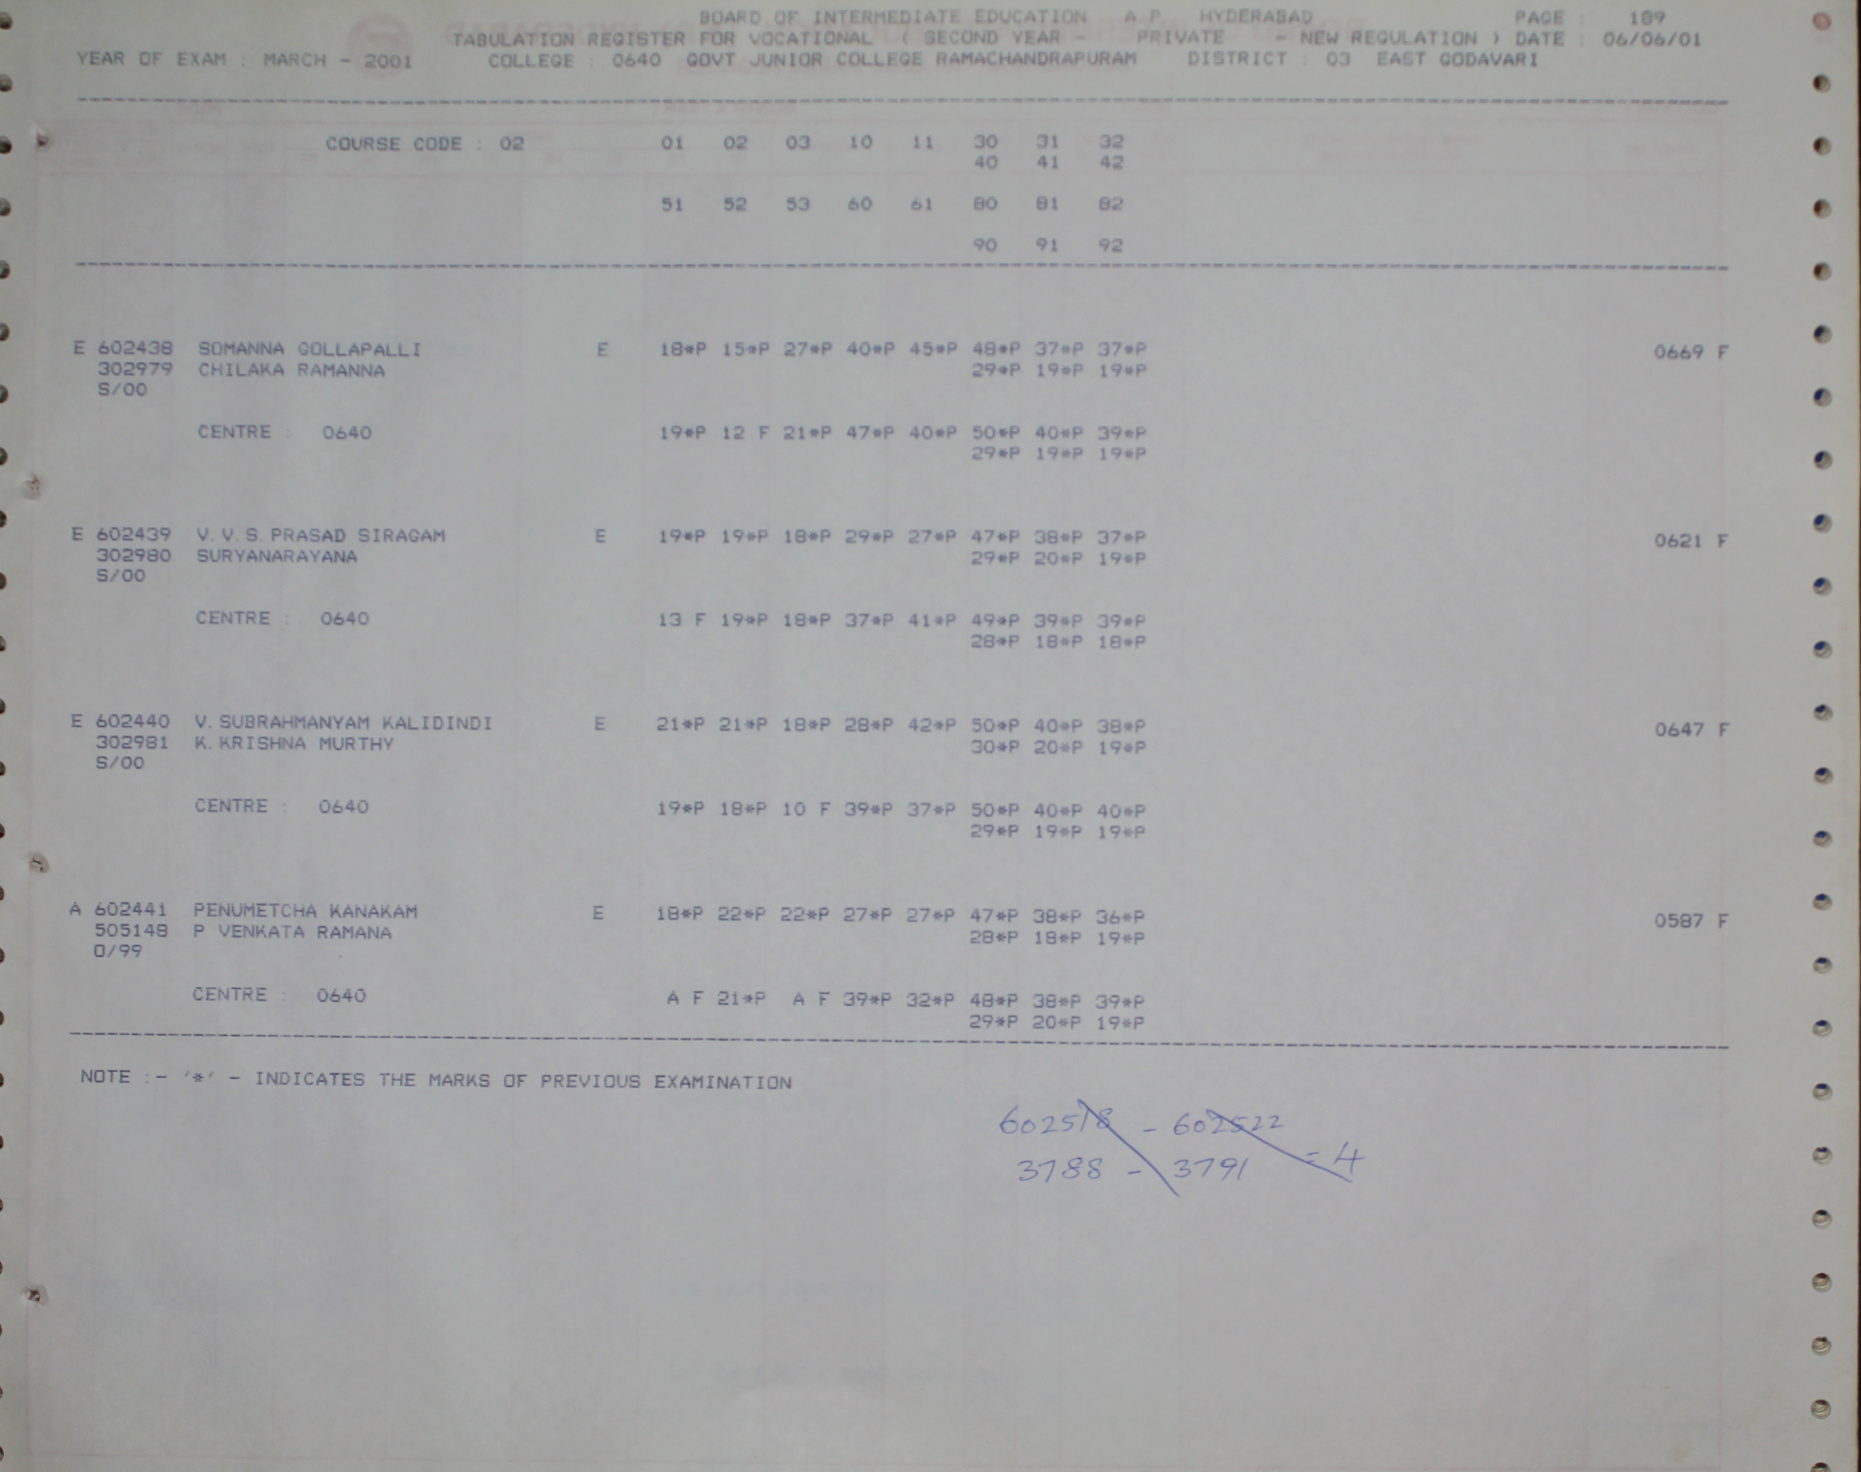 BOARD OF INTERMEDIATE EDUCATION A.P. HYDERABAD PAGE : 189
TABULATION REGISTER FOR VOCATIONAL ( SECOND YEAR - PRIVATE - NEW REGULATION ) DATE : 06/06/01
YEAR OF EXAM : MARCH - 2001 COLLEGE : 0640 GOVT JUNIOR COLLEGE RAMACHANDRAPURAM DISTRICT : 03 EAST GODAVARI
COURSE CODE : 02 01 02 03 10 11 30 31 32
40 41 42
51 52 53 60 61 80 81 82
90 91 92
E 602438 SOMANNA GOLLAPALLI E 18*P 15*P 27*P 40*P 45*P 48*P 37*P 37*P 0669 F
302979 CHILAKA RAMANNA 29*P 19*P 19*P
S/00
CENTRE : 0640 19*P 12 F 21*P 47*P 40*P 50*P 40*P 39*P
29*P 19*P 19*P
E 602439 V.V.S.PRASAD SIRAGAM E 19*P 19*P 18*P 29*P 27*P 47*P 38*P 37*P 0621 F
302980 SURYANARAYANA 29*P 20*P 19*P
S/00
CENTRE : 0640 13 F 19*P 18*P 37*P 41*P 49*P 39*P 39*P
28*P 18*P 18*P
E 602440 V.SUBRAHMANYAM KALIDINDI E 21*P 21*P 18*P 28*P 42*P 50*P 40*P 38*P 0647 F
302981 K.KRISHNA MURTHY 30*P 20*P 19*P
S/00
CENTRE : 0640 19*P 18*P 10 F 39*P 37*P 50*P 40*P 40*P
29*P 19*P 19*P
A 602441 PENUMETCHA KANAKAM E 18*P 22*P 22*P 27*P 27*P 47*P 38*P 36*P 0587 F
505148 P VENKATA RAMANA 28*P 18*P 19*P
O/99
CENTRE : 0640 A F 21*P A F 39*P 32*P 48*P 38*P 39*P
29*P 20*P 19*P
NOTE :- '*' - INDICATES THE MARKS OF PREVIOUS EXAMINATION
602518 - 602522
3788 - 3791 = 4